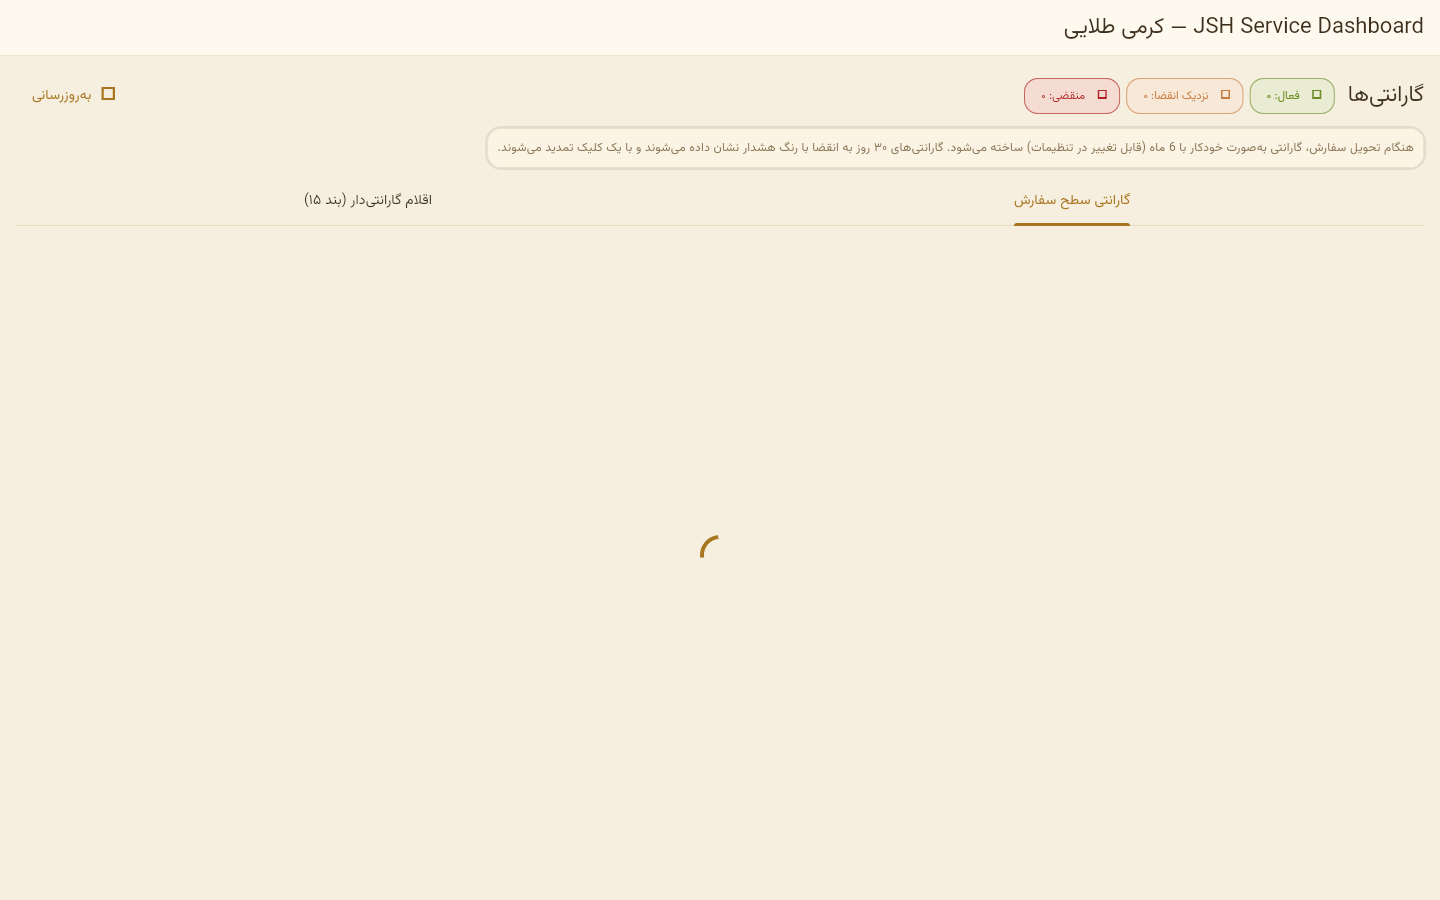 JSH Service Dashboard — کرمی طلایی
گارانتی‌ها
فعال: ۰
نزدیک انقضا: ۰
منقضی: ۰
به‌روزرسانی
هنگام تحویل سفارش، گارانتی به‌صورت خودکار با 6 ماه (قابل تغییر در تنظیمات) ساخته می‌شود. گارانتی‌های ۳۰ روز به انقضا با رنگ هشدار نشان داده می‌شوند و با یک کلیک تمدید می‌شوند.
گارانتی سطح سفارش
اقلام گارانتی‌دار (بند ۱۵)